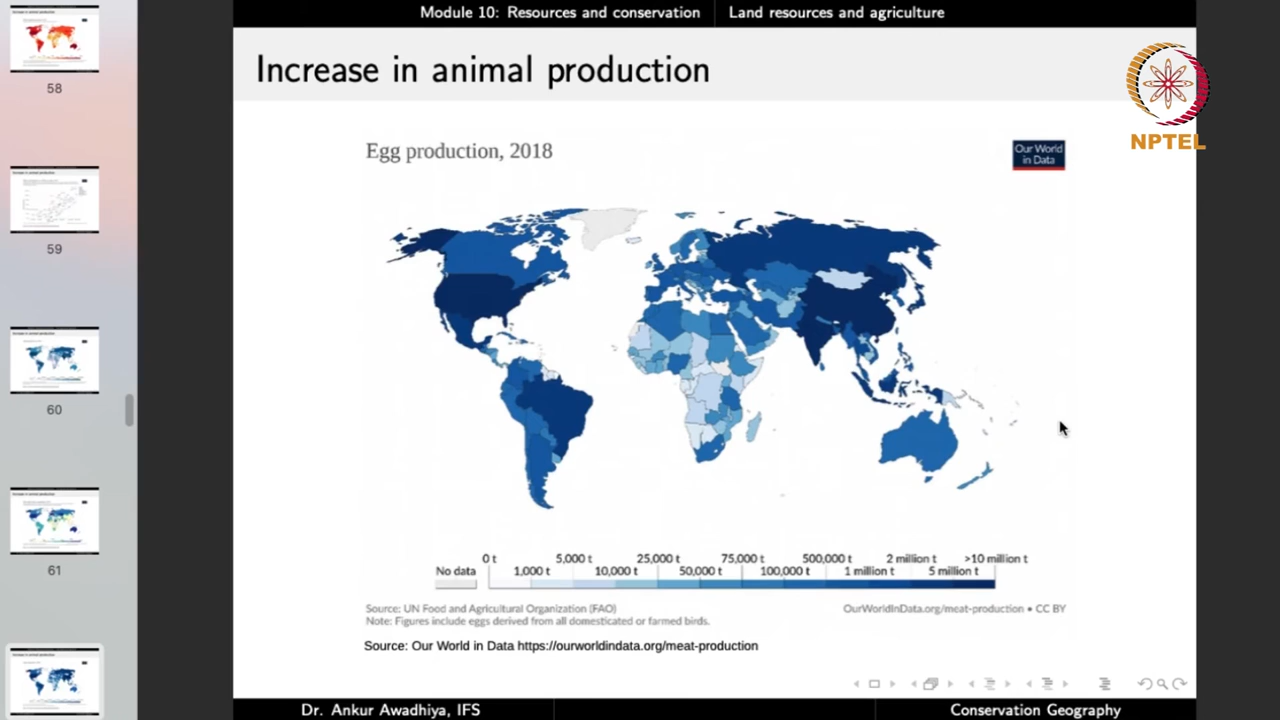 Module 10: Resources and conservation
Land resources and agriculture
Increase in animal production
NPTEL
Egg production, 2018
Our World
in Data
0 t 5,000 t 25,000 t 75,000 t 500,000 t 2 million t >10 million t
No data 1,000 t 10,000 t 50,000 t 100,000 t 1 million t 5 million t
Source: UN Food and Agricultural Organization (FAO)
OurWorldInData.org/meat-production • CC BY
Note: Figures include eggs derived from all domesticated or farmed birds.
Source: Our World in Data https://ourworldindata.org/meat-production
Dr. Ankur Awadhiya, IFS
Conservation Geography
58
59
60
61